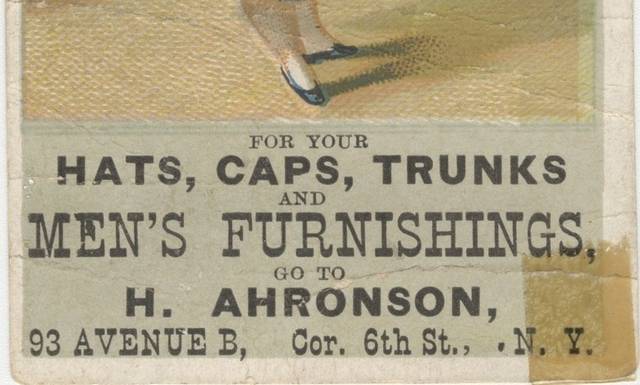 FOR YOUR
HATS, CAPS, TRUNKS
AND
MEN'S FURNISHINGS,
GO TO
H. AHRONSON,
93 AVENUE B, Cor. 6th St., . N. Y.